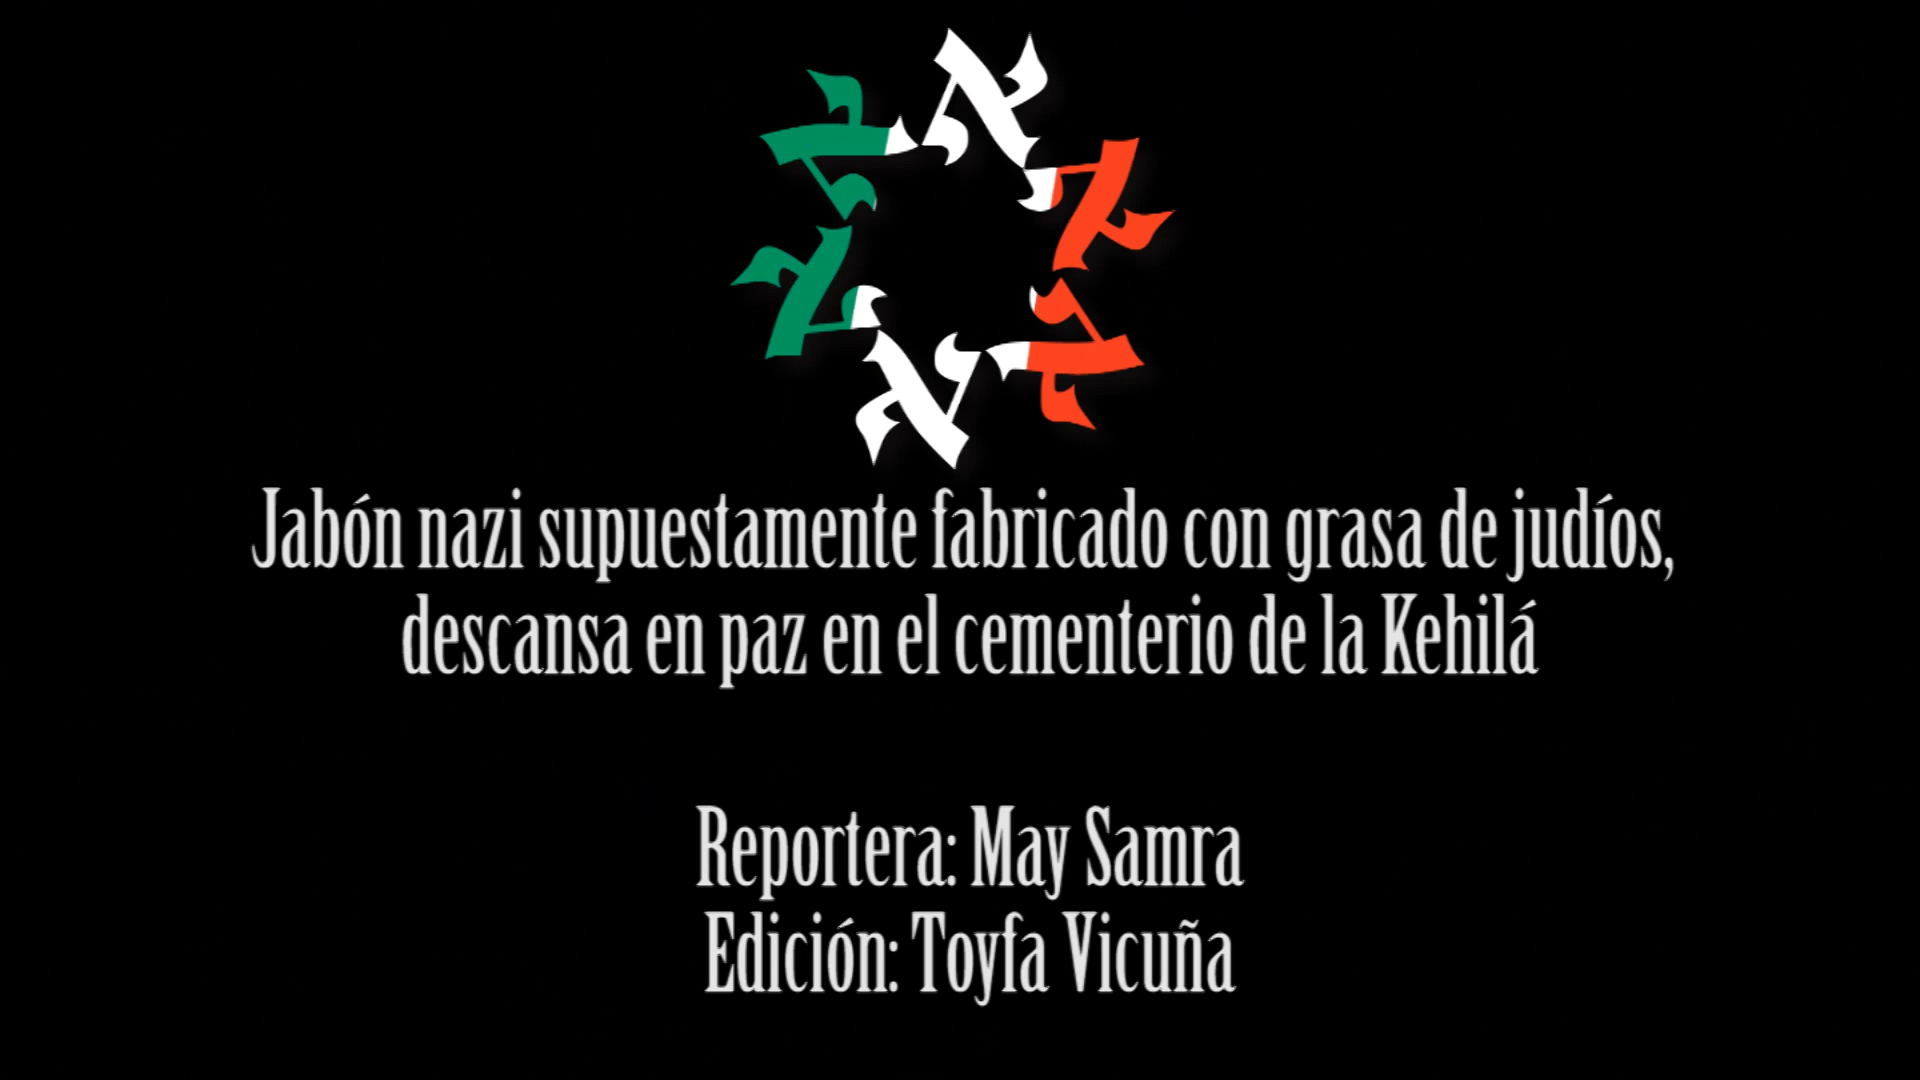 Jabón nazi supuestamente fabricado con grasa de judíos,
descansa en paz en el cementerio de la Kehilá
Reportera: May Samra
Edición: Toyfa Vicuña